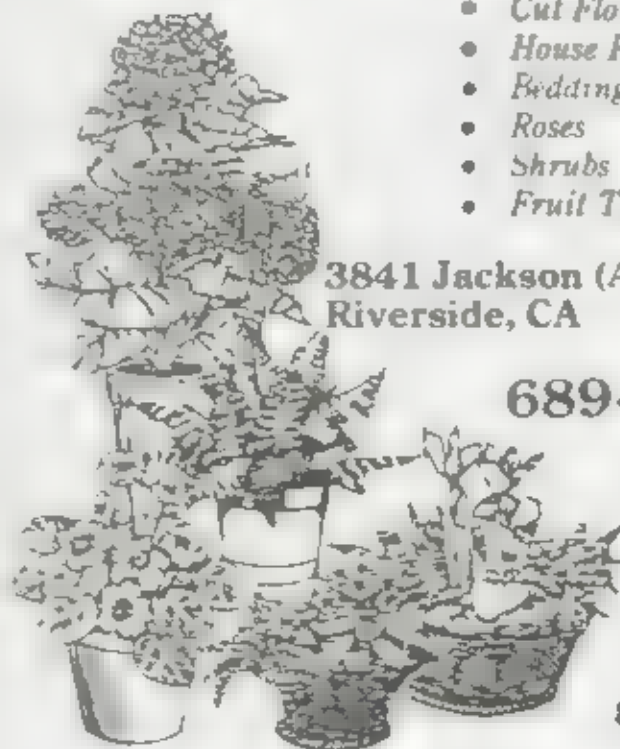 Cut Flo
House P
Bedding
Roses
Shrubs
Fruit T
3841 Jackson (A
Riverside, CA
689-